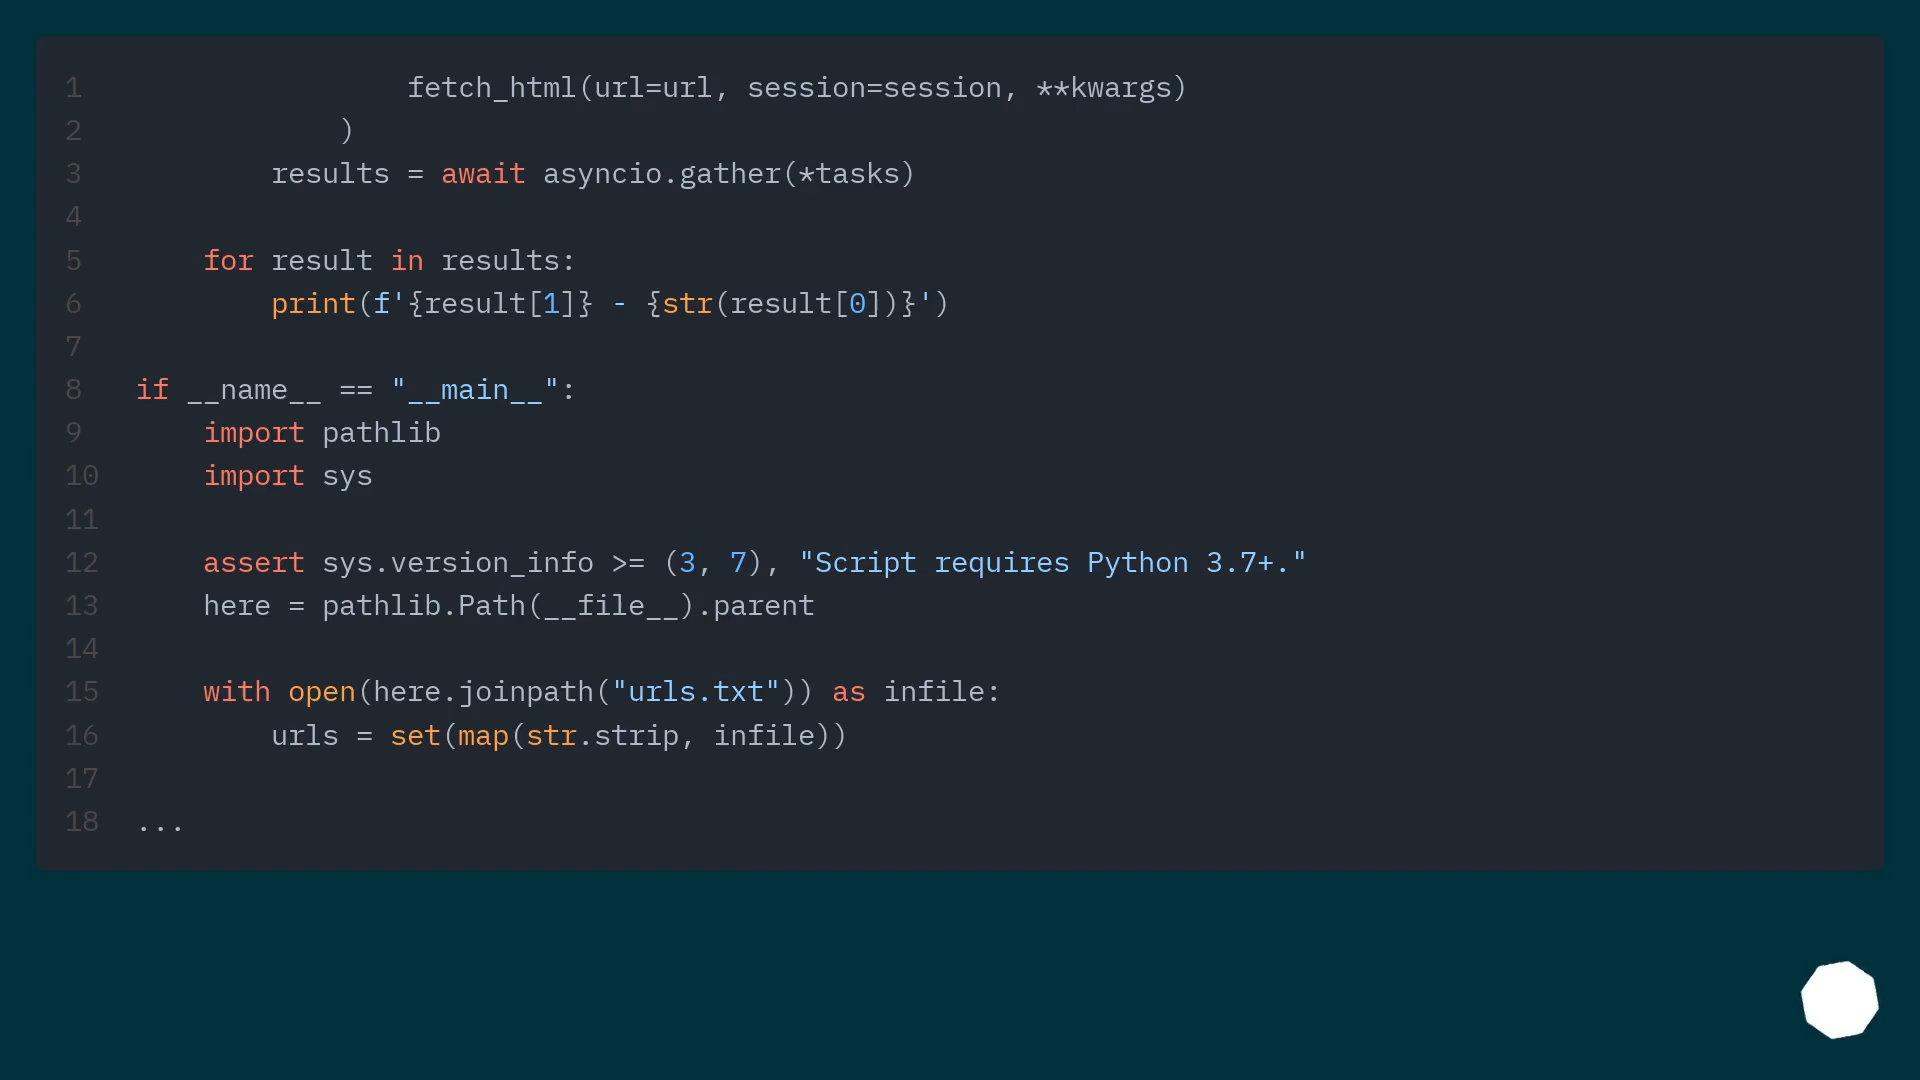 1                 fetch_html(url=url, session=session, **kwargs)
2             )
3         results = await asyncio.gather(*tasks)
4
5     for result in results:
6         print(f'{result[1]} - {str(result[0])}')
7
8 if __name__ == "__main__":
9     import pathlib
10     import sys
11
12     assert sys.version_info >= (3, 7), "Script requires Python 3.7+."
13     here = pathlib.Path(__file__).parent
14
15     with open(here.joinpath("urls.txt")) as infile:
16         urls = set(map(str.strip, infile))
17
18 ...